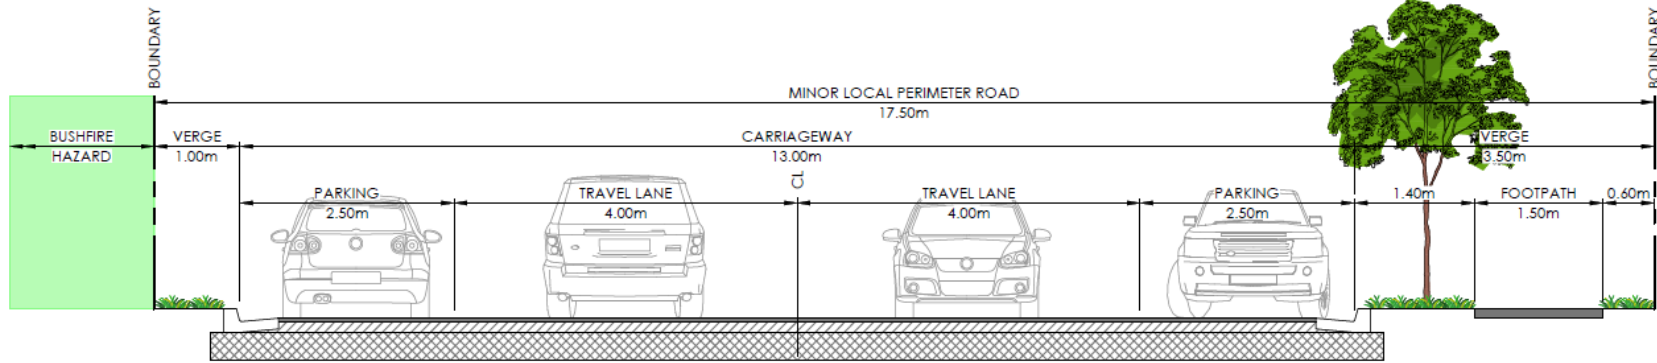 BOUNDARY
BOUNDARY
MINOR LOCAL PERIMETER ROAD
17.50m
BUSHFIRE
HAZARD
VERGE
1.00m
CARRIAGEWAY
13.00m
VERGE
3.50m
CL
PARKING
2.50m
TRAVEL LANE
4.00m
TRAVEL LANE
4.00m
PARKING
2.50m
1.40m
FOOTPATH
1.50m
0.60m